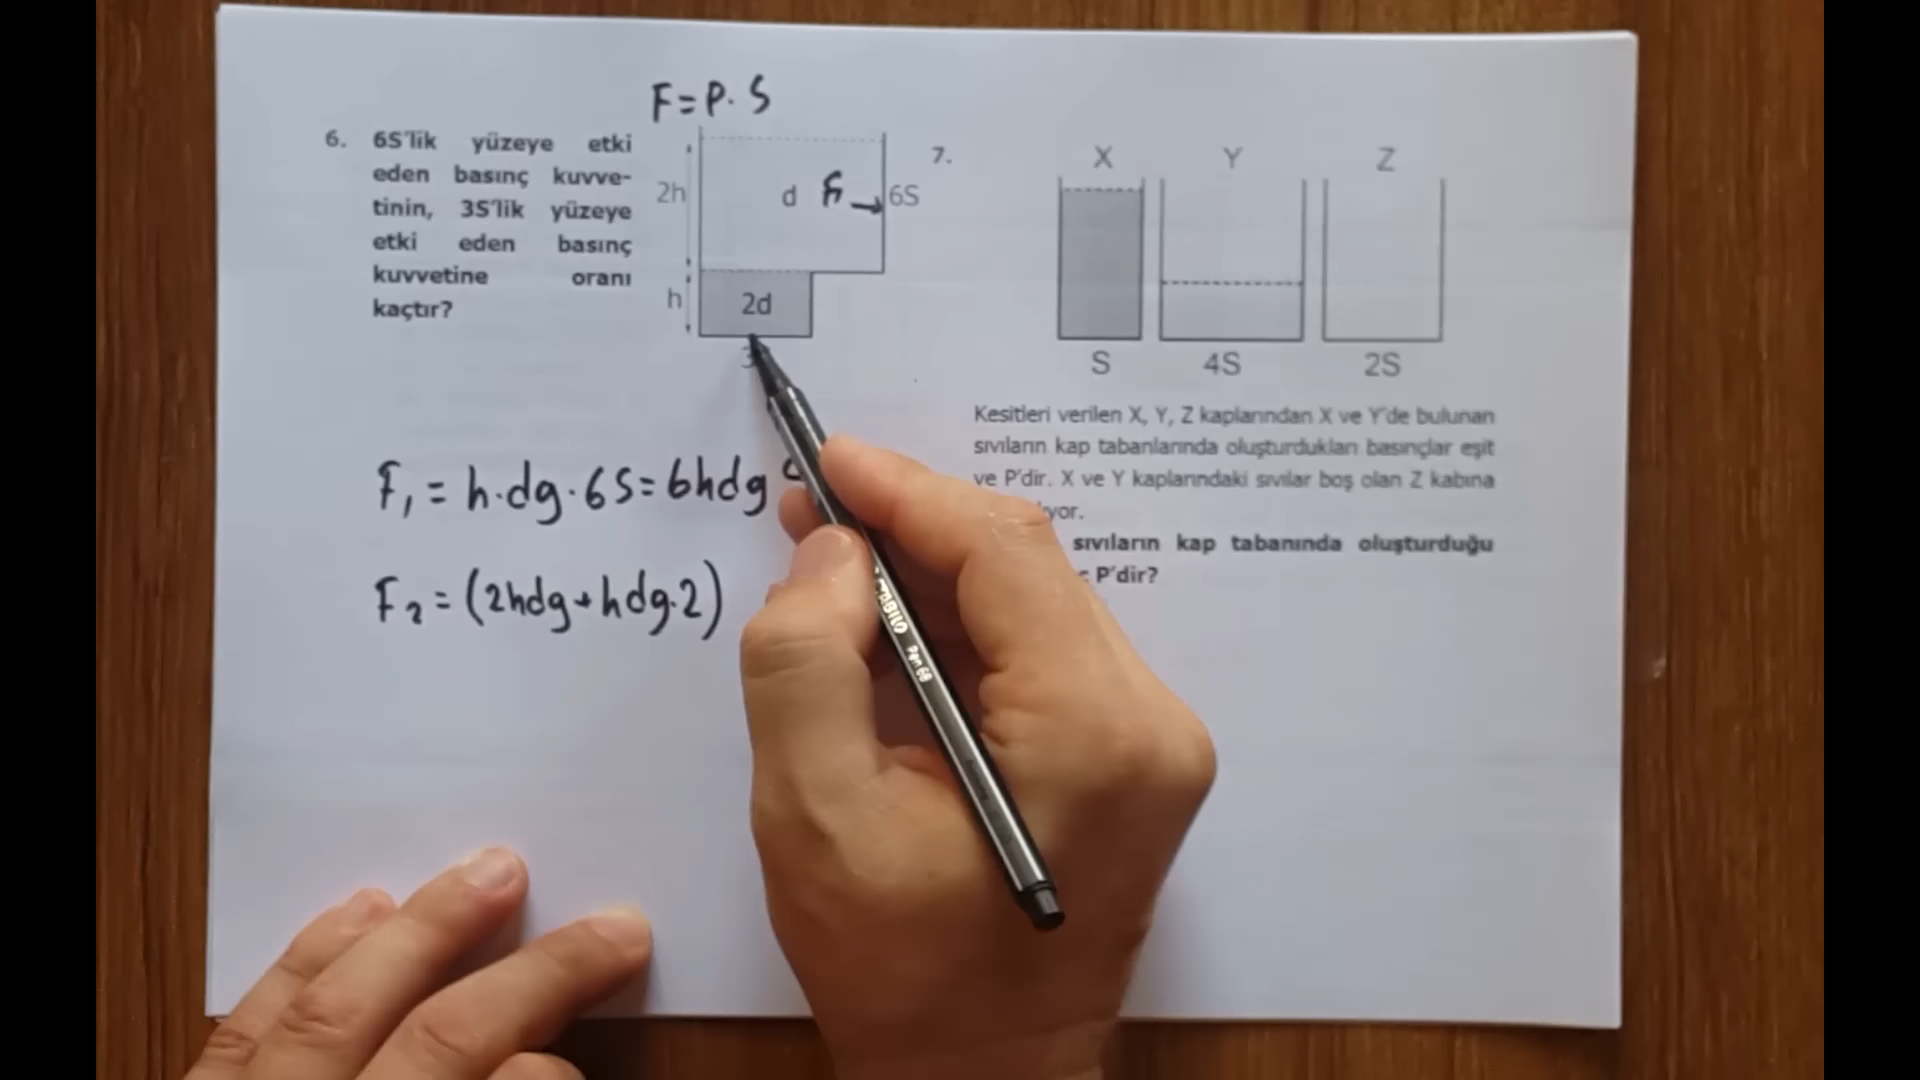 F=P.S
6. 6S'lik yüzeye etki
eden basınç kuvve-
tinin, 3S'lik yüzeye
etki eden basınç
kuvvetine oranı
kaçtır?
2h
d
6S
h
2d
F₁ = h.dg.6S = 6hdg
F₂ = (2hdg+hdg.2)
7.
X Y Z
S 4S 2S
Kesitleri verilen X, Y, Z kaplarından X ve Y'de bulunan
sıvıların kap tabanlarında oluşturdukları basınçlar eşit
ve P'dir. X ve Y kaplarındaki sıvılar boş olan Z kabına
sıvıların kap tabanında oluşturduğu
P'dir?
STABILO Pen 68